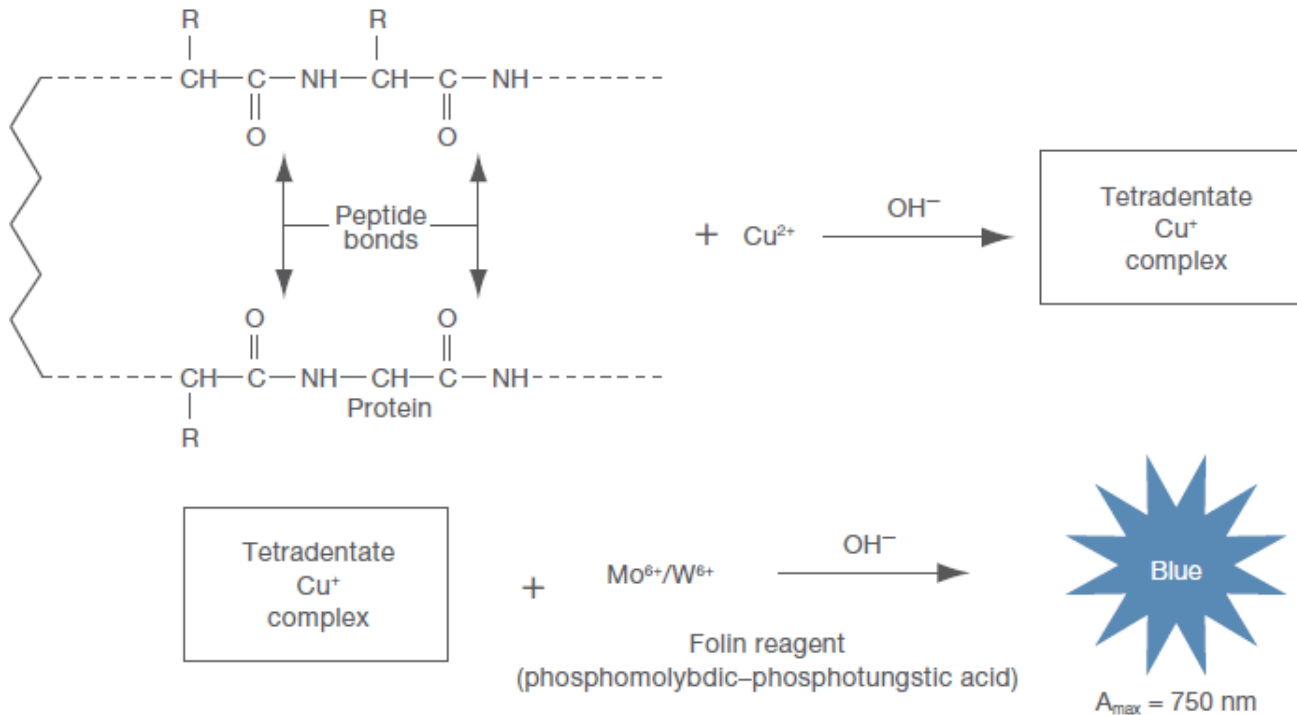 R R
CH—C—NH—CH—C—NH
O O
Peptide
bonds
+ Cu²⁺ OH⁻
Tetradentate
Cu⁺
complex
O O
CH—C—NH—CH—C—NH
Protein
R
Tetradentate
Cu⁺
complex
+ Mo⁶⁺/W⁶⁺ OH⁻
Blue
Folin reagent
(phosphomolybdic–phosphotungstic acid)
Aₘₐₓ = 750 nm